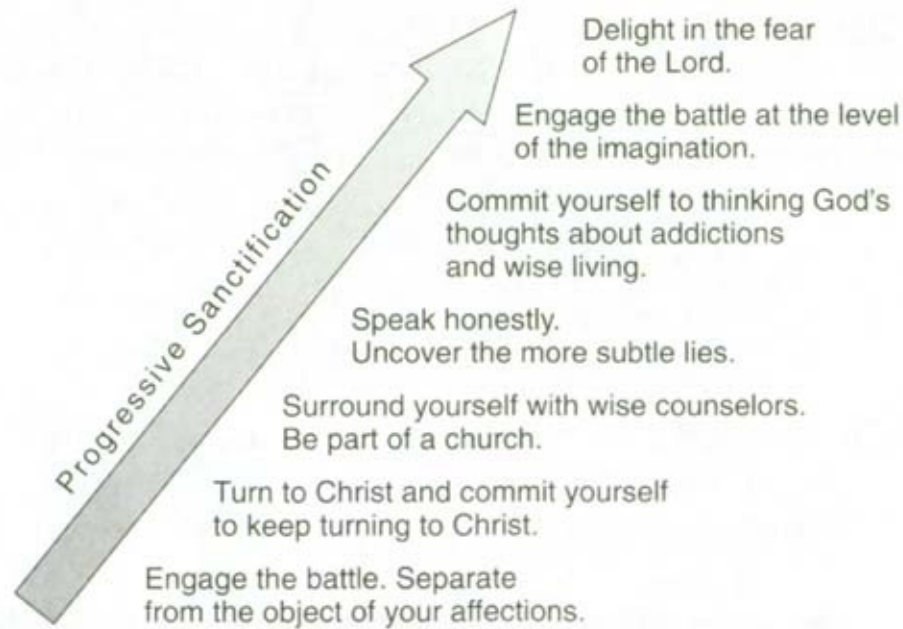 Delight in the fear
of the Lord.
Engage the battle at the level
of the imagination.
Commit yourself to thinking God's
thoughts about addictions
and wise living.
Speak honestly.
Uncover the more subtle lies.
Surround yourself with wise counselors.
Be part of a church.
Turn to Christ and commit yourself
to keep turning to Christ.
Engage the battle. Separate
from the object of your affections.
Progressive Sanctification